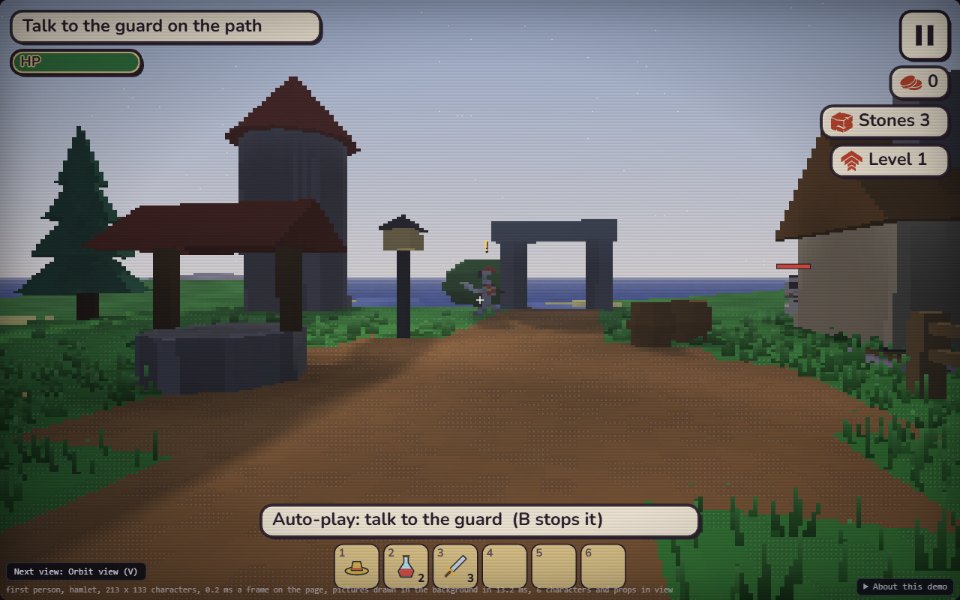 Talk to the guard on the path
HP
0
Stones 3
Level 1
!
Auto-play: talk to the guard (B stops it)
1 2 3 4 5 6
2 3
Next view: Orbit view (V)
▶ About this demo
first person, hamlet, 213 x 133 characters, 0.2 ms a frame on the page, pictures drawn in the background in 13.2 ms, 6 characters and props in view